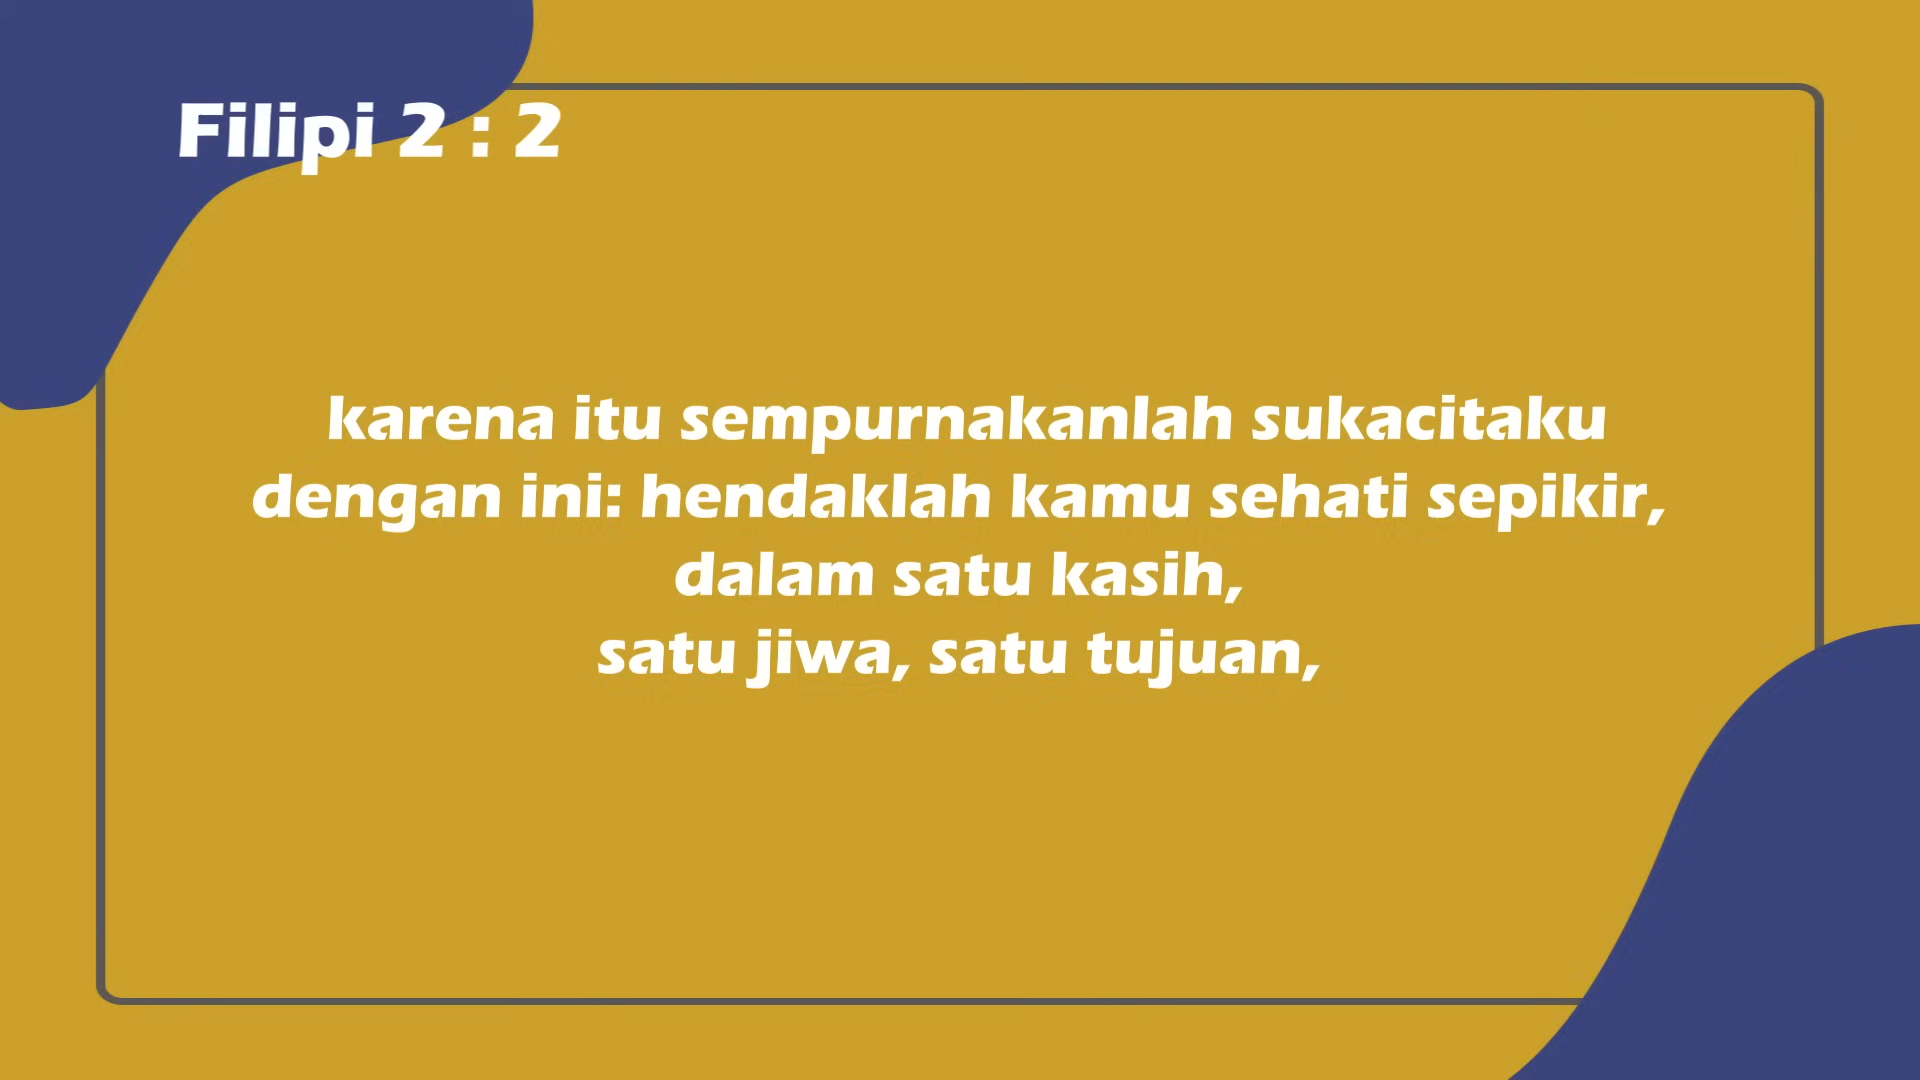 Filipi 2 : 2
karena itu sempurnakanlah sukacitaku
dengan ini: hendaklah kamu sehati sepikir,
dalam satu kasih,
satu jiwa, satu tujuan,